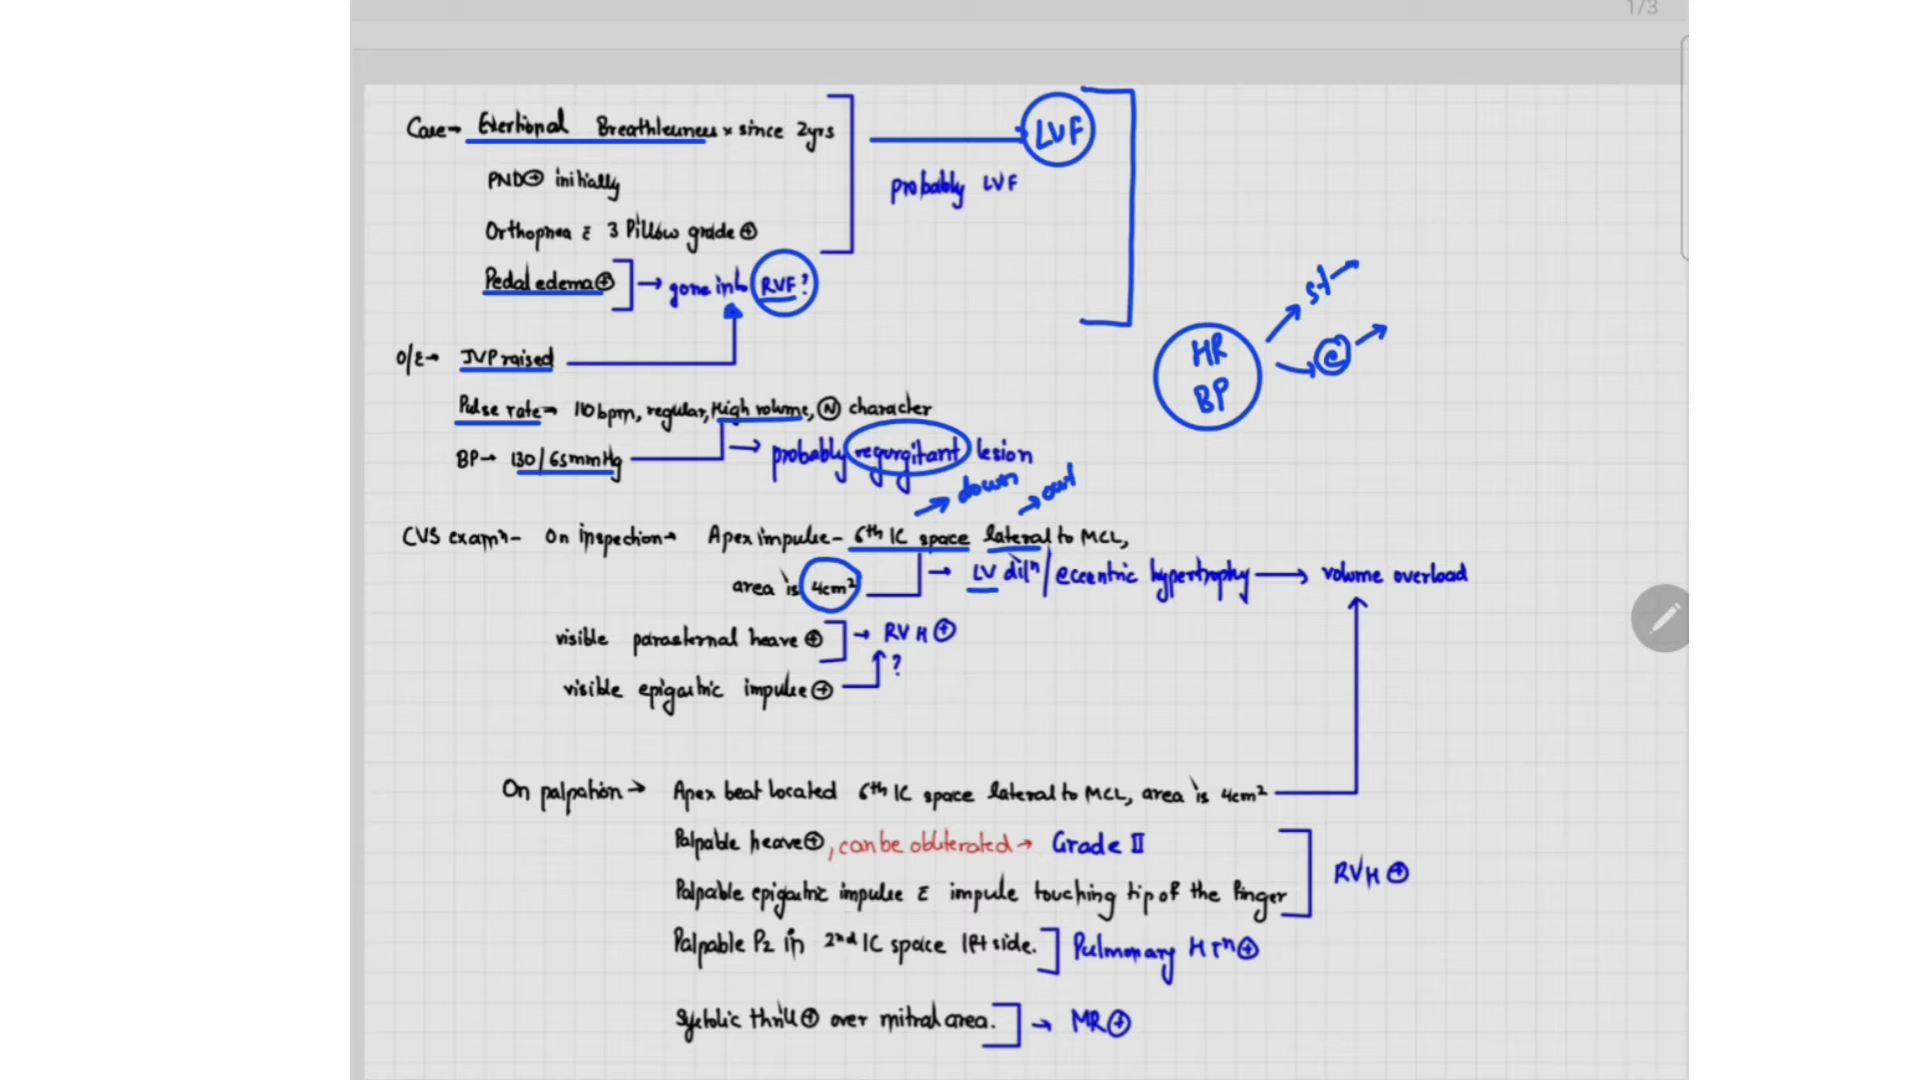 1/3
Case→ Exertional Breathlessness × since 2yrs
LVF
probably LVF
PND⊕ initially
Orthopnea c̄ 3 Pillow grade ⊕
Pedal edema⊕ → gone into RVF?
O/E→ JVP raised
HR
BP
Pulse rate→ 110bpm, regular, High volume, Ⓝ character
BP→ 130/65mmHg → probably regurgitant lesion
down out
CVS examⁿ- On inspection→ Apex impulse- 6th IC space lateral to MCL,
area is 4cm² → LV dilⁿ/eccentric hypertrophy → volume overload
visible parasternal heave ⊕ → RVH ⊕
?
visible epigastric impulse ⊕
On palpation→ Apex beat located 6th IC space lateral to MCL, area is 4cm²
Palpable heave⊕, can be obliterated → Grade II
RVH ⊕
Palpable epigastric impulse c̄ impule touching tip of the finger
Palpable P2 in 2nd IC space left side. Pulmonary HTⁿ⊕
Systolic thrill⊕ over mitral area. → MR⊕